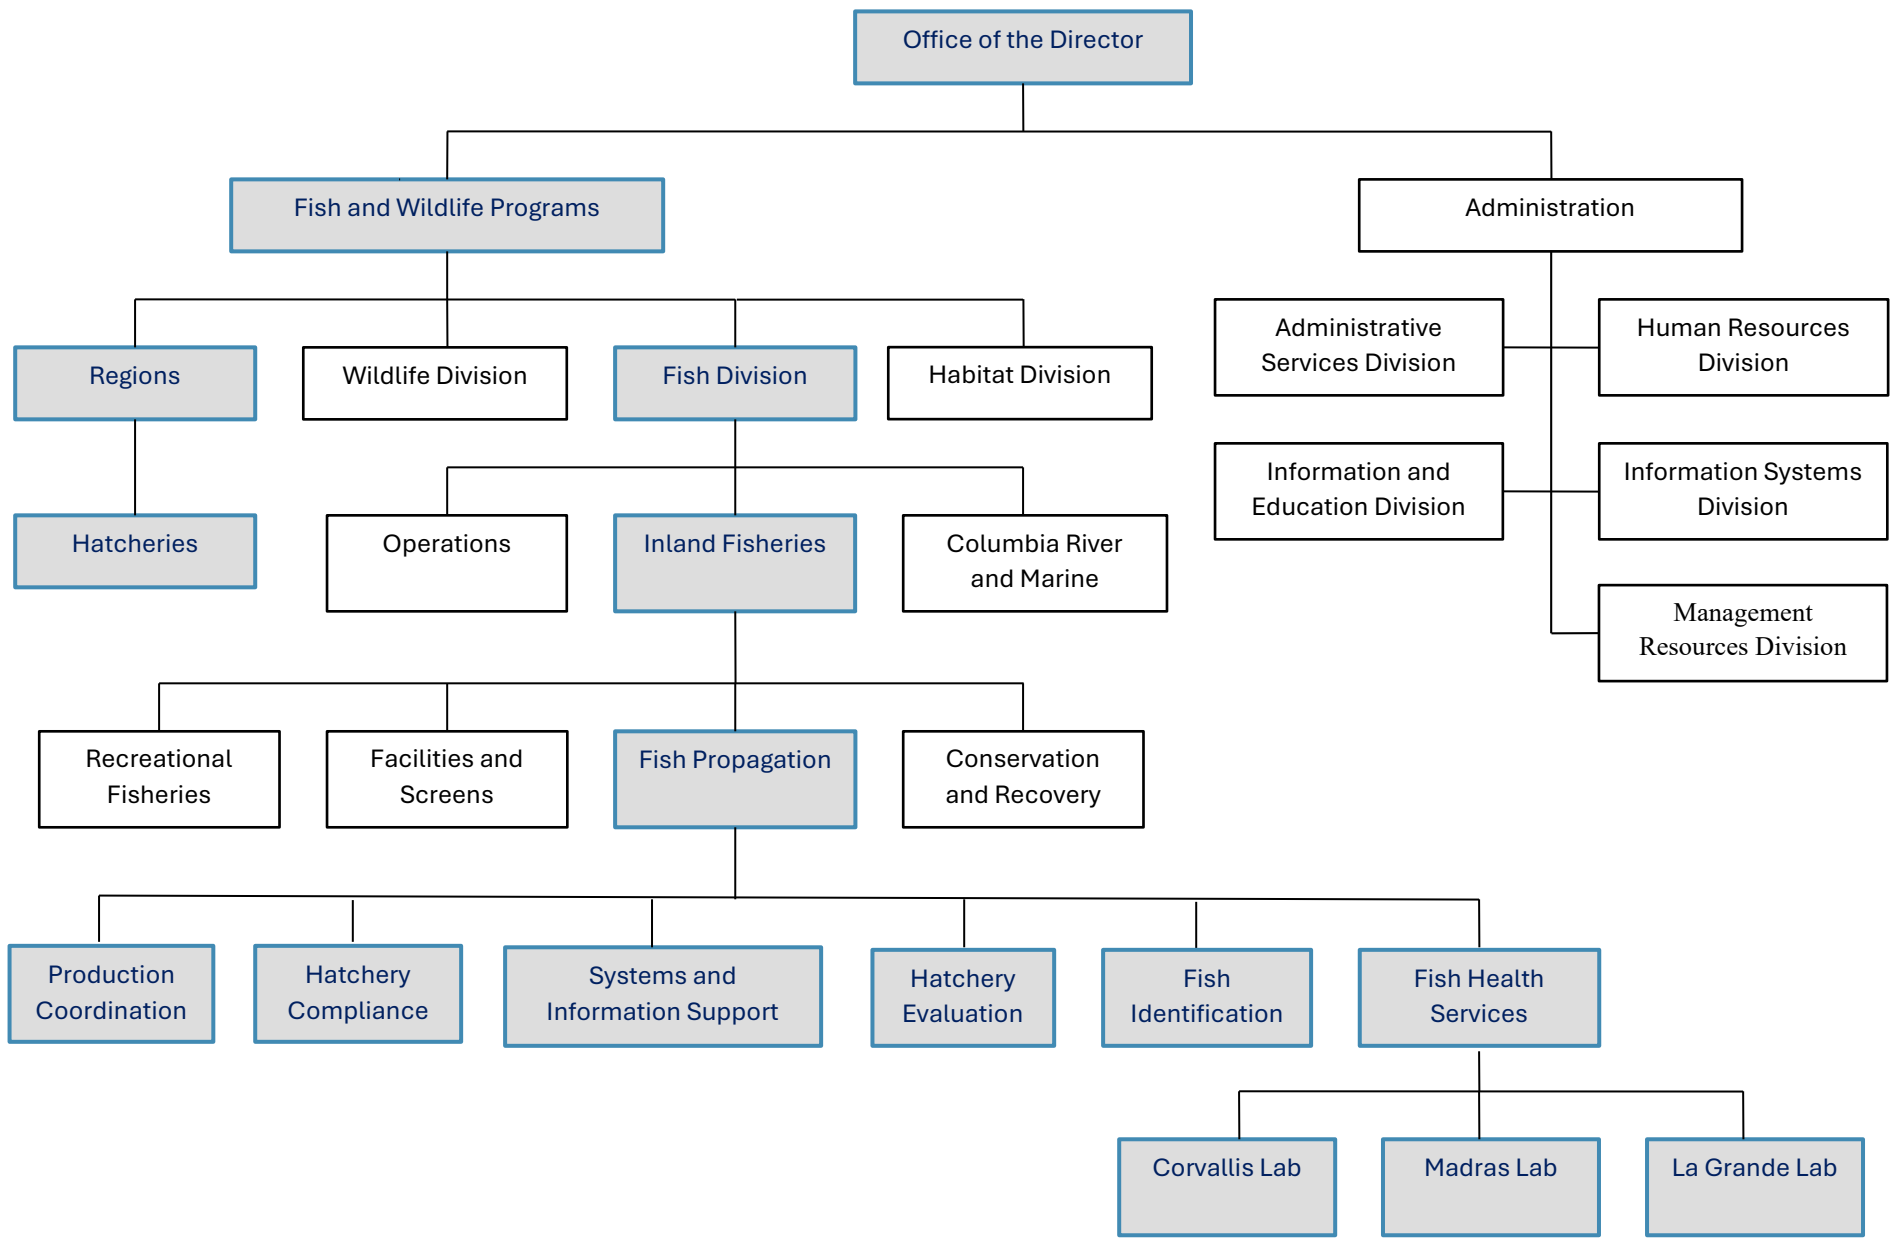 Office of the Director
Fish and Wildlife Programs
Administration
Administrative
Services Division
Human Resources
Division
Regions
Wildlife Division
Fish Division
Habitat Division
Information and
Education Division
Information Systems
Division
Hatcheries
Operations
Inland Fisheries
Columbia River
and Marine
Management
Resources Division
Recreational
Fisheries
Facilities and
Screens
Fish Propagation
Conservation
and Recovery
Production
Coordination
Hatchery
Compliance
Systems and
Information Support
Hatchery
Evaluation
Fish
Identification
Fish Health
Services
Corvallis Lab
Madras Lab
La Grande Lab